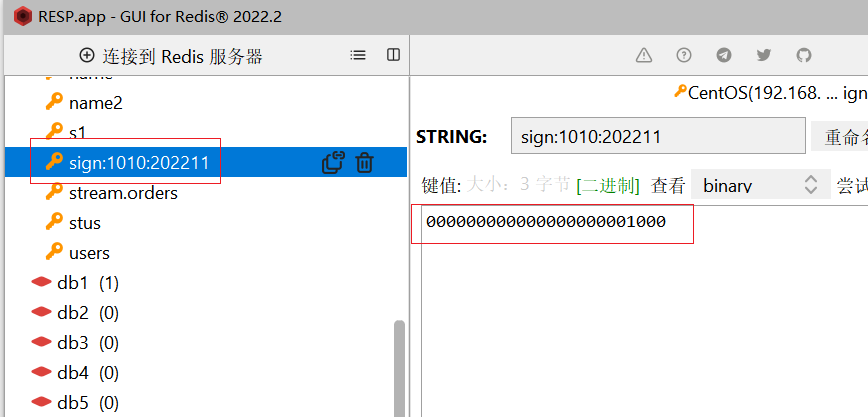 RESP.app - GUI for Redis® 2022.2
连接到 Redis 服务器
name
name2
s1
sign:1010:202211
stream.orders
stus
users
db1 (1)
db2 (0)
db3 (0)
db4 (0)
db5 (0)
CentOS(192.168. ... ign
STRING:
sign:1010:202211
重命名
键值: 大小：3 字节 [二进制] 查看 binary 尝试
000000000000000000001000